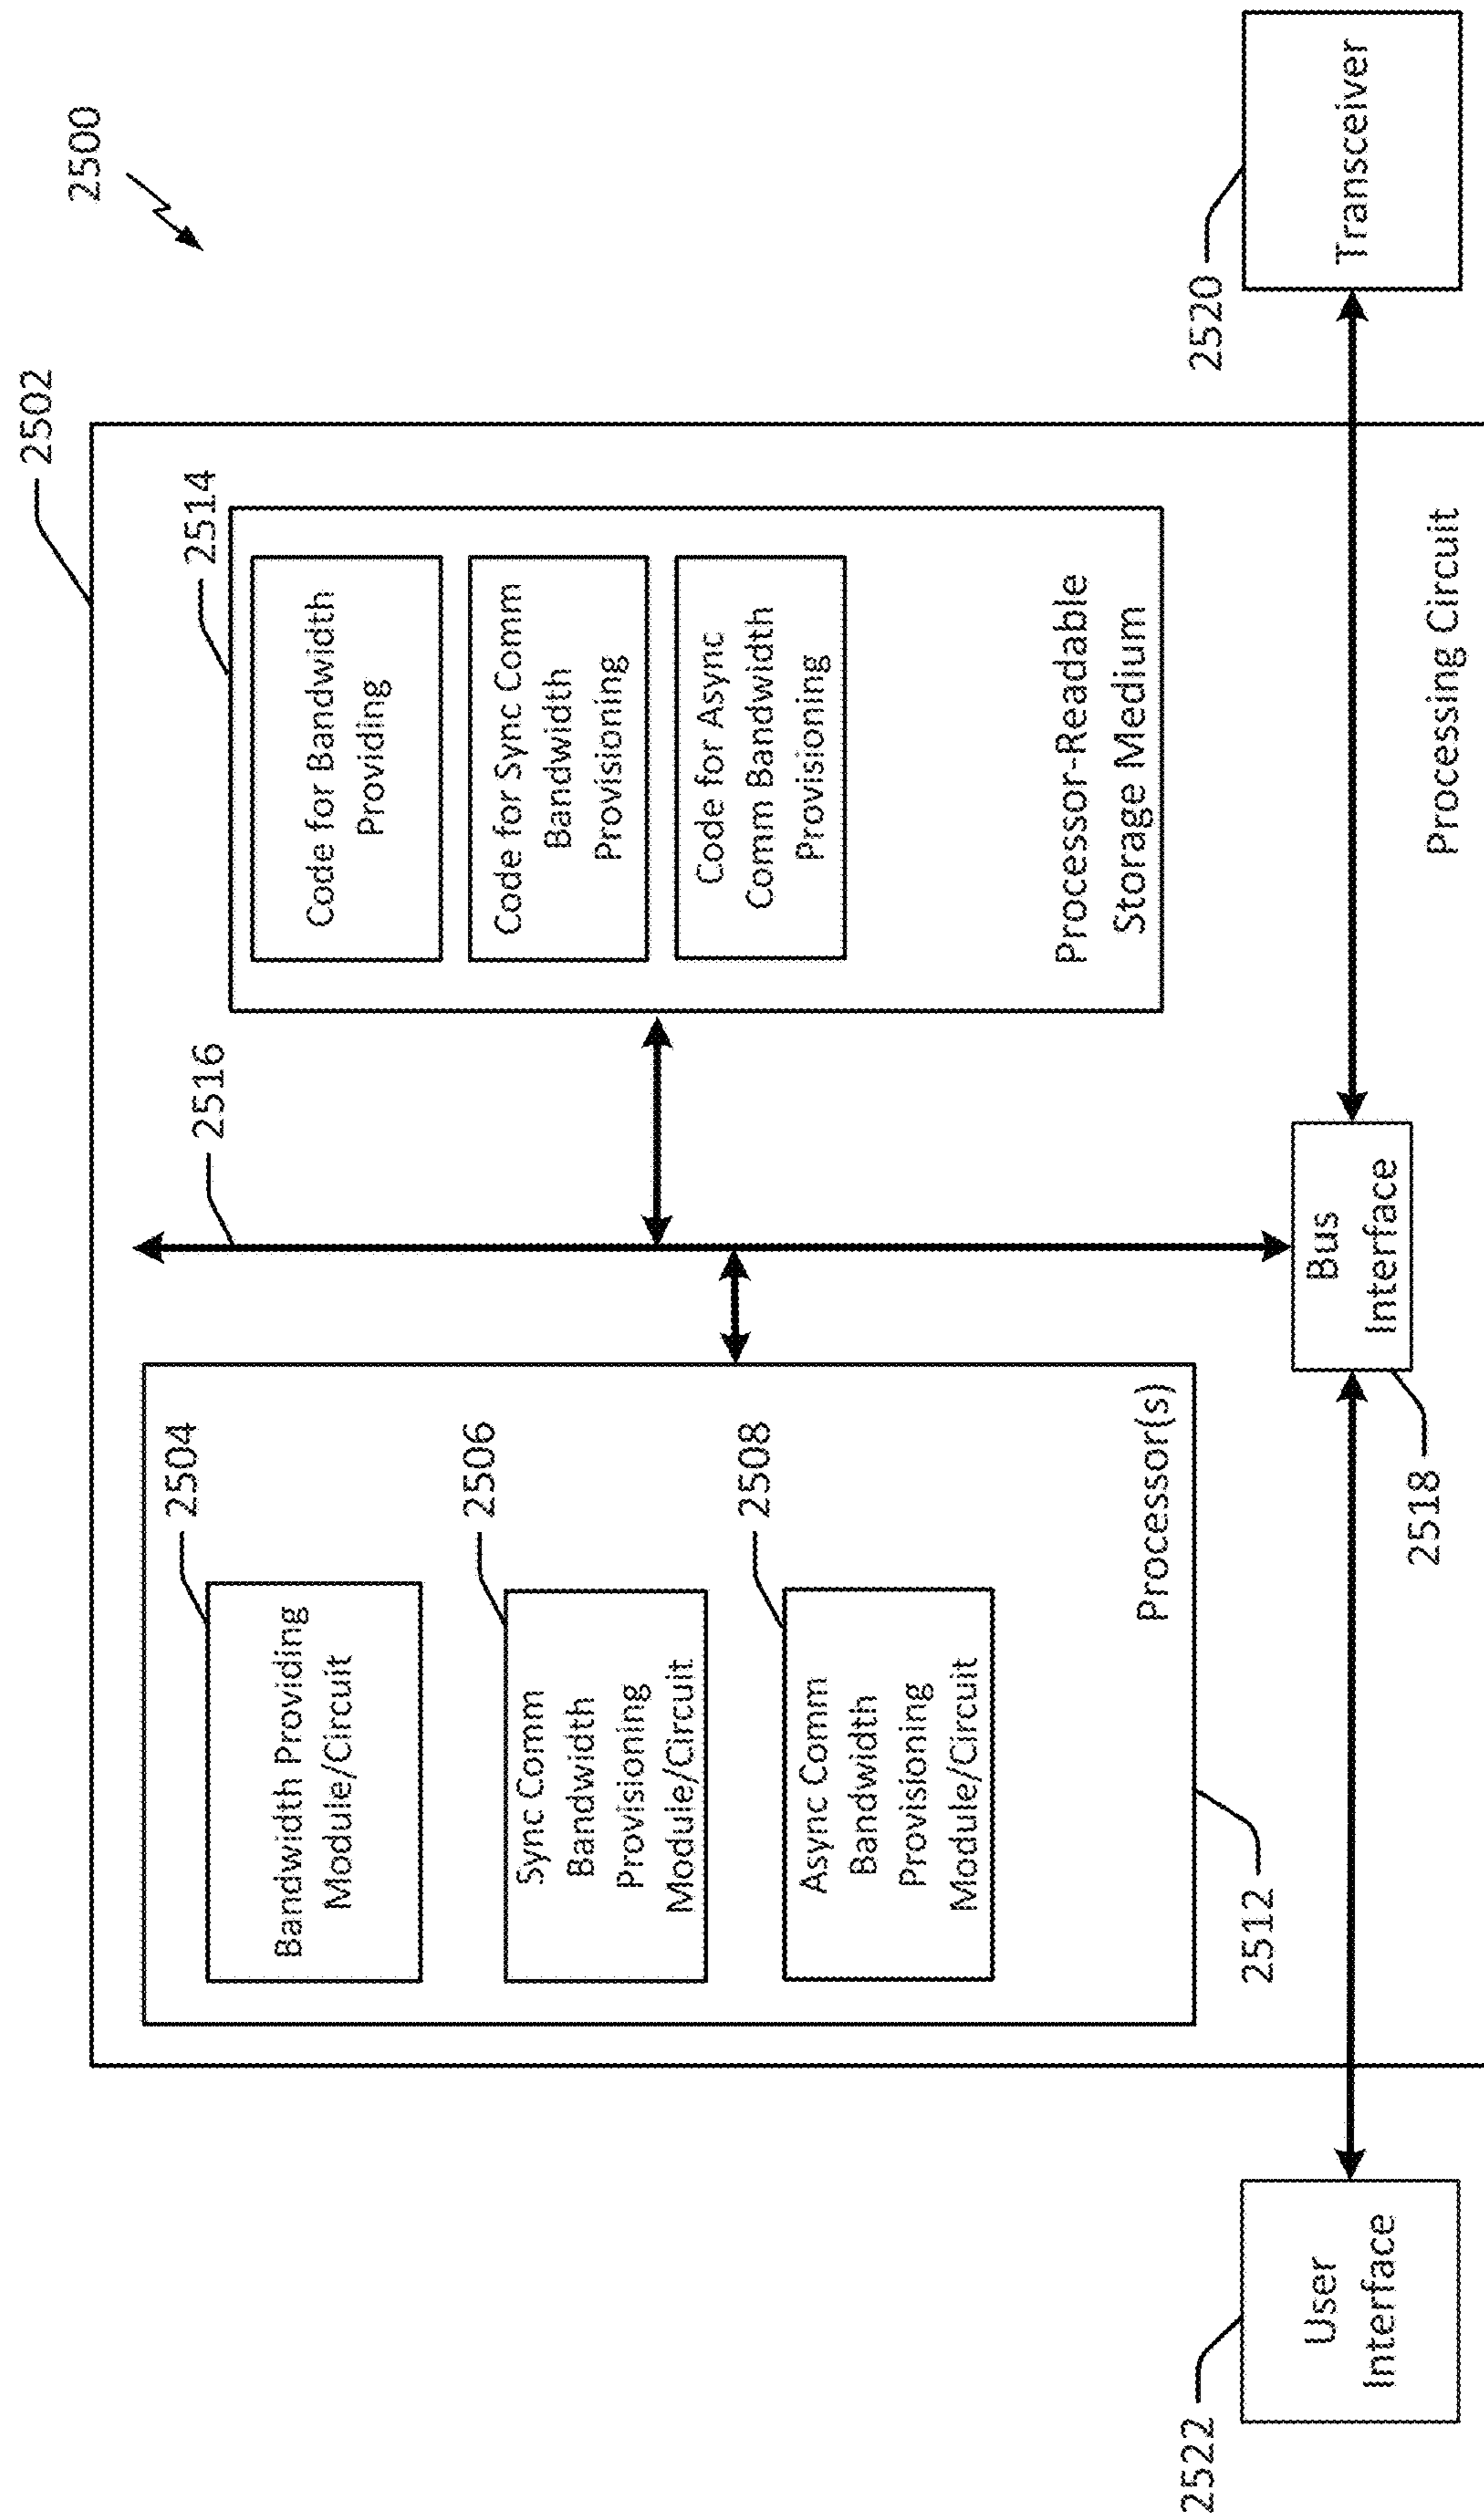 2500
2502
2504
Bandwidth Providing
Module/Circuit
2506
Sync Comm
Bandwidth
Provisioning
Module/Circuit
2508
Async Comm
Bandwidth
Provisioning
Module/Circuit
Processor(s)
2512
2516
2514
Code for Bandwidth
Providing
Code for Sync Comm
Bandwidth
Provisioning
Code for Async
Comm Bandwidth
Provisioning
Processor-Readable
Storage Medium
2522
User
Interface
2518
Bus
Interface
Processing Circuit
2520
Transceiver